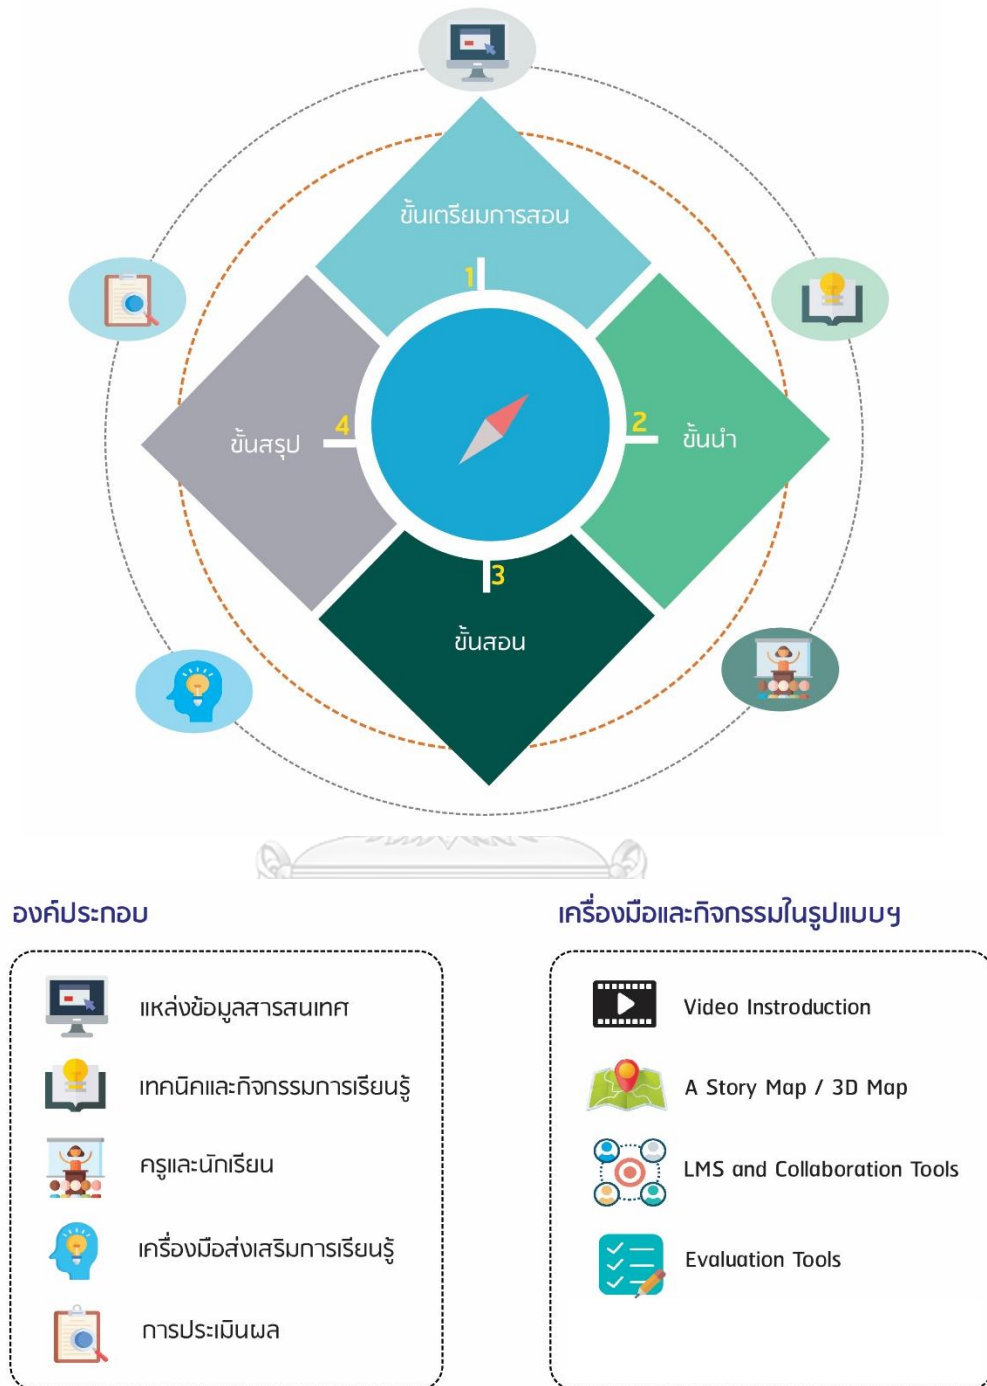 ขั้นเตรียมการสอน
1
4
2
ขั้นสรุป
ขั้นนำ
3
ขั้นสอน
องค์ประกอบ
แหล่งข้อมูลสารสนเทศ
เทคนิคและกิจกรรมการเรียนรู้
ครูและนักเรียน
เครื่องมือส่งเสริมการเรียนรู้
การประเมินผล
เครื่องมือและกิจกรรมในรูปแบบฯ
Video Instroduction
A Story Map / 3D Map
LMS and Collaboration Tools
Evaluation Tools